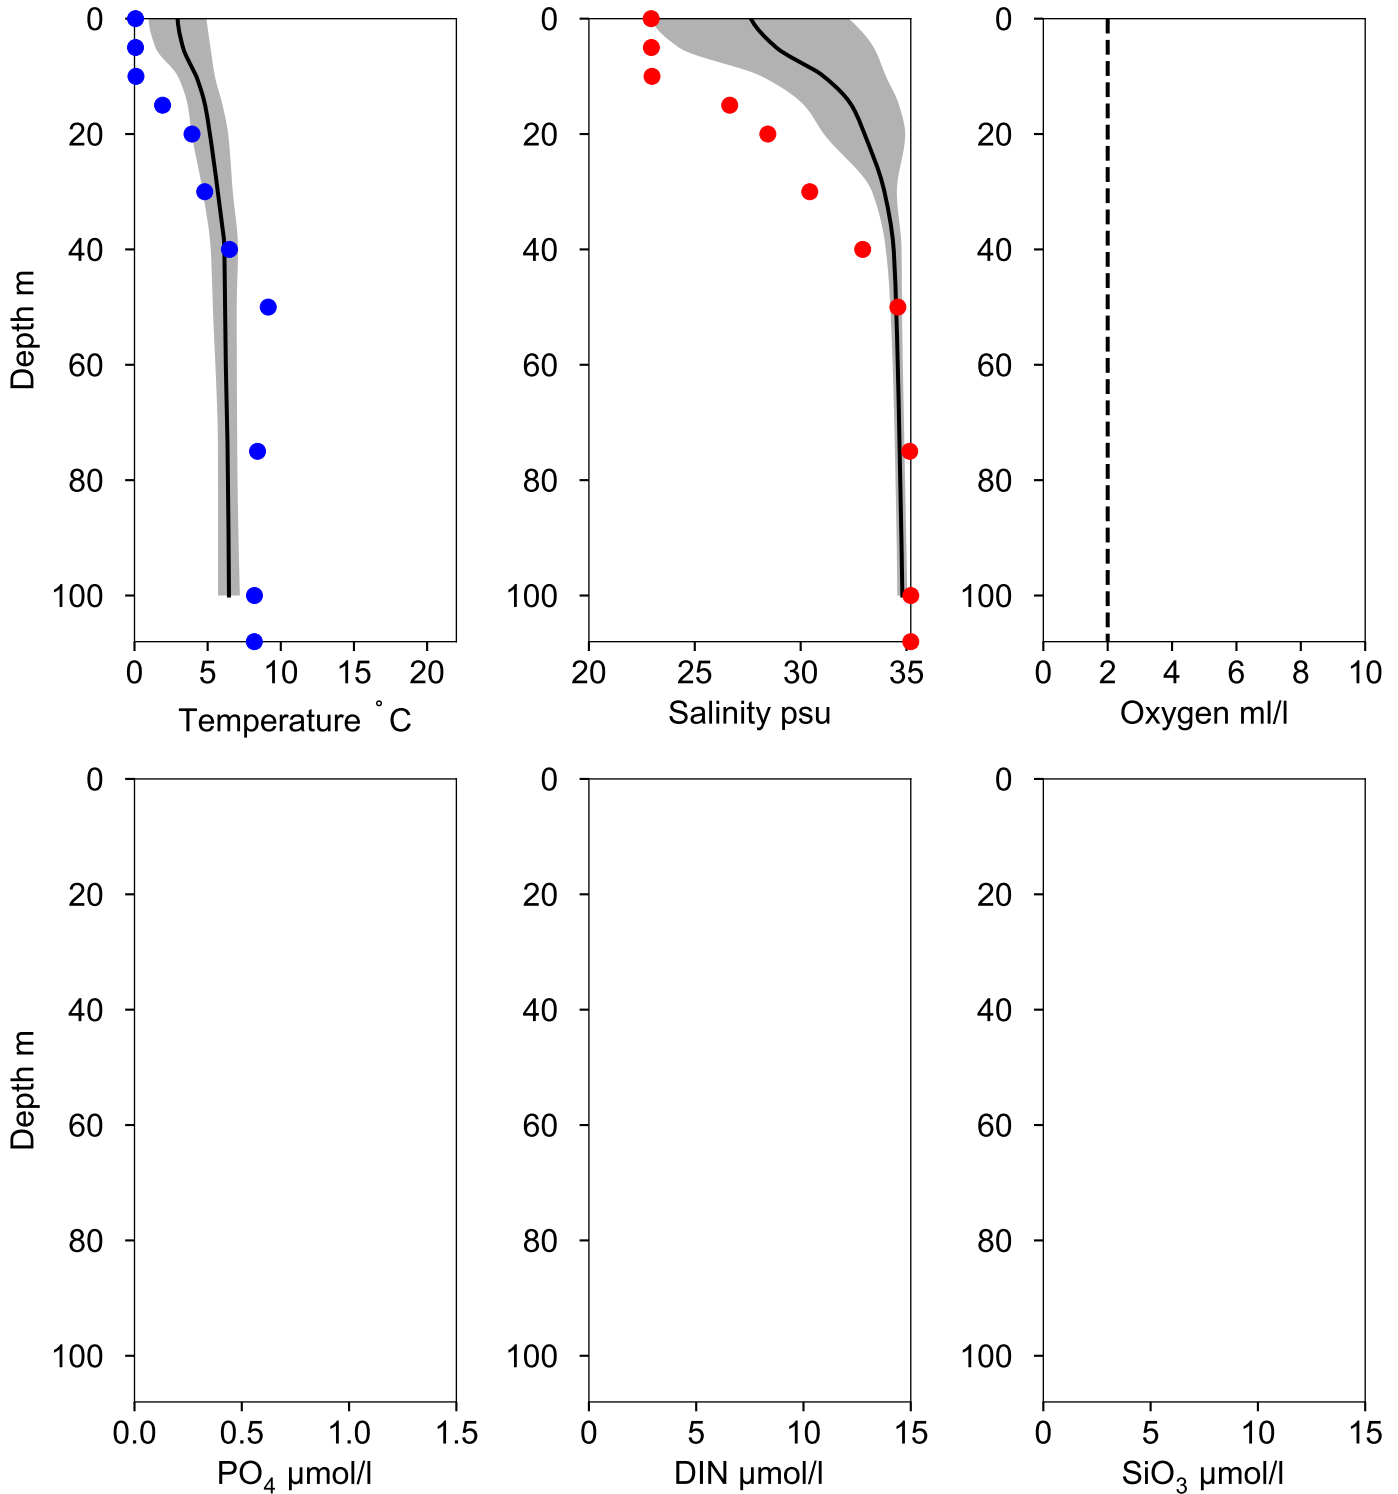 0 0 0
20 20 20
40 40 40
Depth m
60 60 60
80 80 80
100 100 100
0 5 10 15 20 20 25 30 35 0 2 4 6 8 10
Temperature °C Salinity psu Oxygen ml/l
0 0 0
20 20 20
40 40 40
Depth m
60 60 60
80 80 80
100 100 100
0.0 0.5 1.0 1.5 0 5 10 15 0 5 10 15
PO₄ µmol/l DIN µmol/l SiO₃ µmol/l